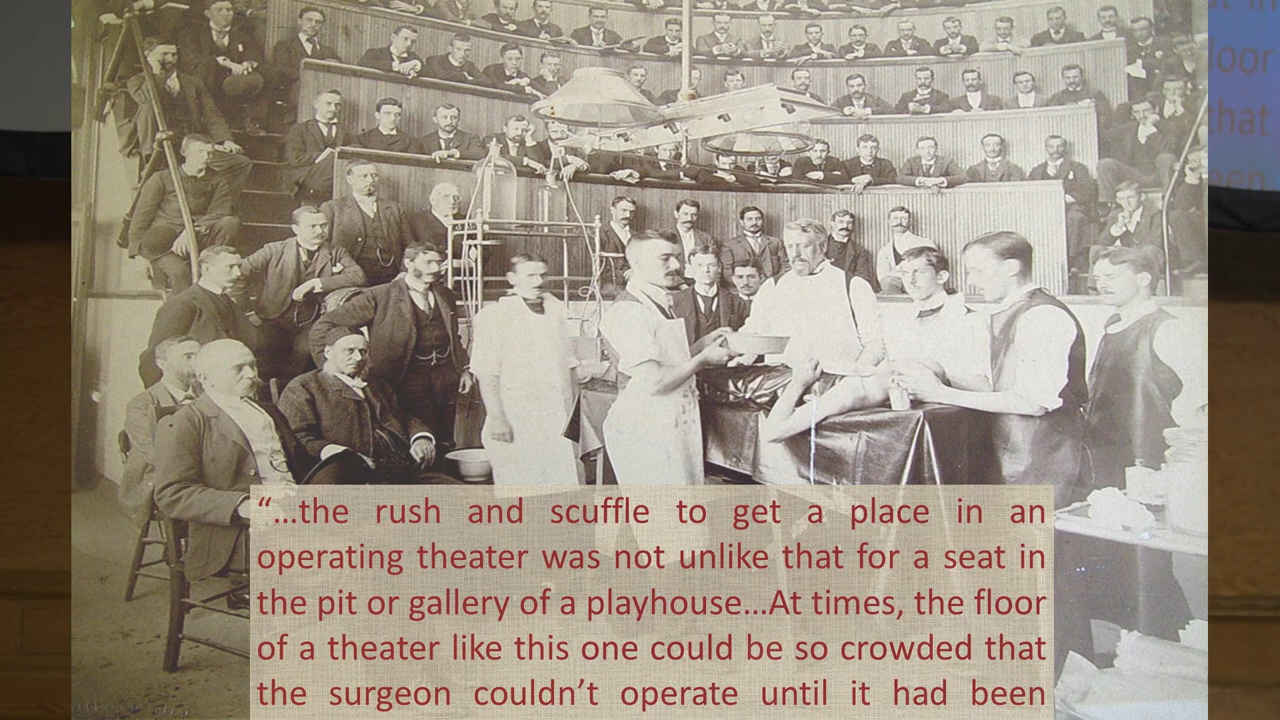 “…the rush and scuffle to get a place in an
operating theater was not unlike that for a seat in
the pit or gallery of a playhouse…At times, the floor
of a theater like this one could be so crowded that
the surgeon couldn’t operate until it had been
loor
that